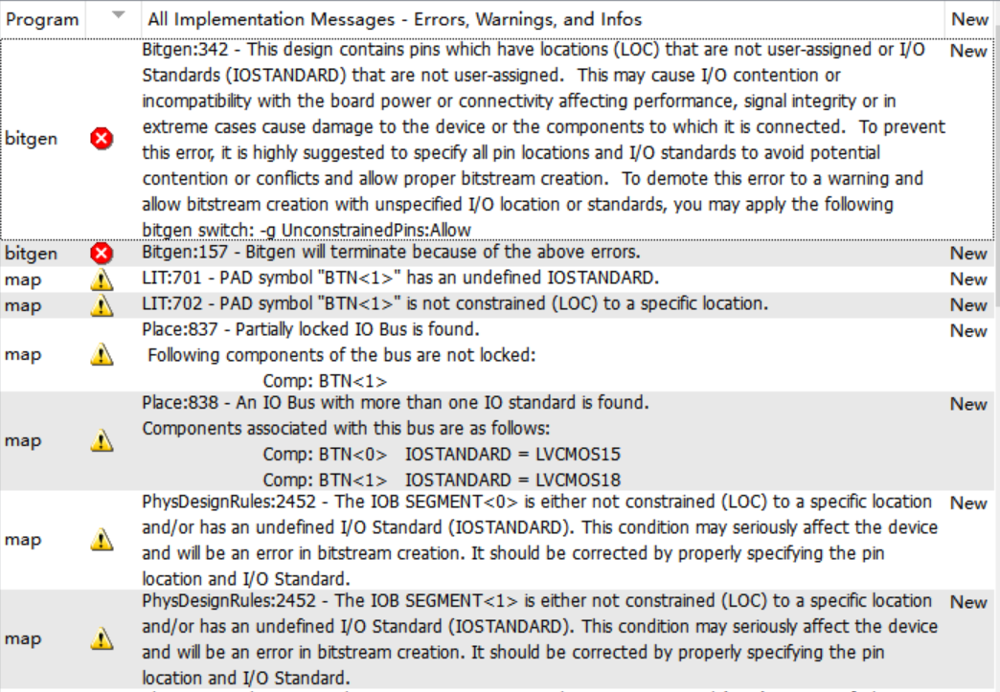 Program All Implementation Messages - Errors, Warnings, and Infos New
Bitgen:342 - This design contains pins which have locations (LOC) that are not user-assigned or I/O New
Standards (IOSTANDARD) that are not user-assigned. This may cause I/O contention or
incompatibility with the board power or connectivity affecting performance, signal integrity or in
extreme cases cause damage to the device or the components to which it is connected. To prevent
bitgen
this error, it is highly suggested to specify all pin locations and I/O standards to avoid potential
contention or conflicts and allow proper bitstream creation. To demote this error to a warning and
allow bitstream creation with unspecified I/O location or standards, you may apply the following
bitgen switch: -g UnconstrainedPins:Allow
bitgen Bitgen:157 - Bitgen will terminate because of the above errors. New
map LIT:701 - PAD symbol "BTN<1>" has an undefined IOSTANDARD. New
map LIT:702 - PAD symbol "BTN<1>" is not constrained (LOC) to a specific location. New
Place:837 - Partially locked IO Bus is found. New
map Following components of the bus are not locked:
Comp: BTN<1>
Place:838 - An IO Bus with more than one IO standard is found. New
Components associated with this bus are as follows:
map
Comp: BTN<0> IOSTANDARD = LVCMOS15
Comp: BTN<1> IOSTANDARD = LVCMOS18
PhysDesignRules:2452 - The IOB SEGMENT<0> is either not constrained (LOC) to a specific location New
and/or has an undefined I/O Standard (IOSTANDARD). This condition may seriously affect the device
map
and will be an error in bitstream creation. It should be corrected by properly specifying the pin
location and I/O Standard.
PhysDesignRules:2452 - The IOB SEGMENT<1> is either not constrained (LOC) to a specific location New
and/or has an undefined I/O Standard (IOSTANDARD). This condition may seriously affect the device
map
and will be an error in bitstream creation. It should be corrected by properly specifying the pin
location and I/O Standard.